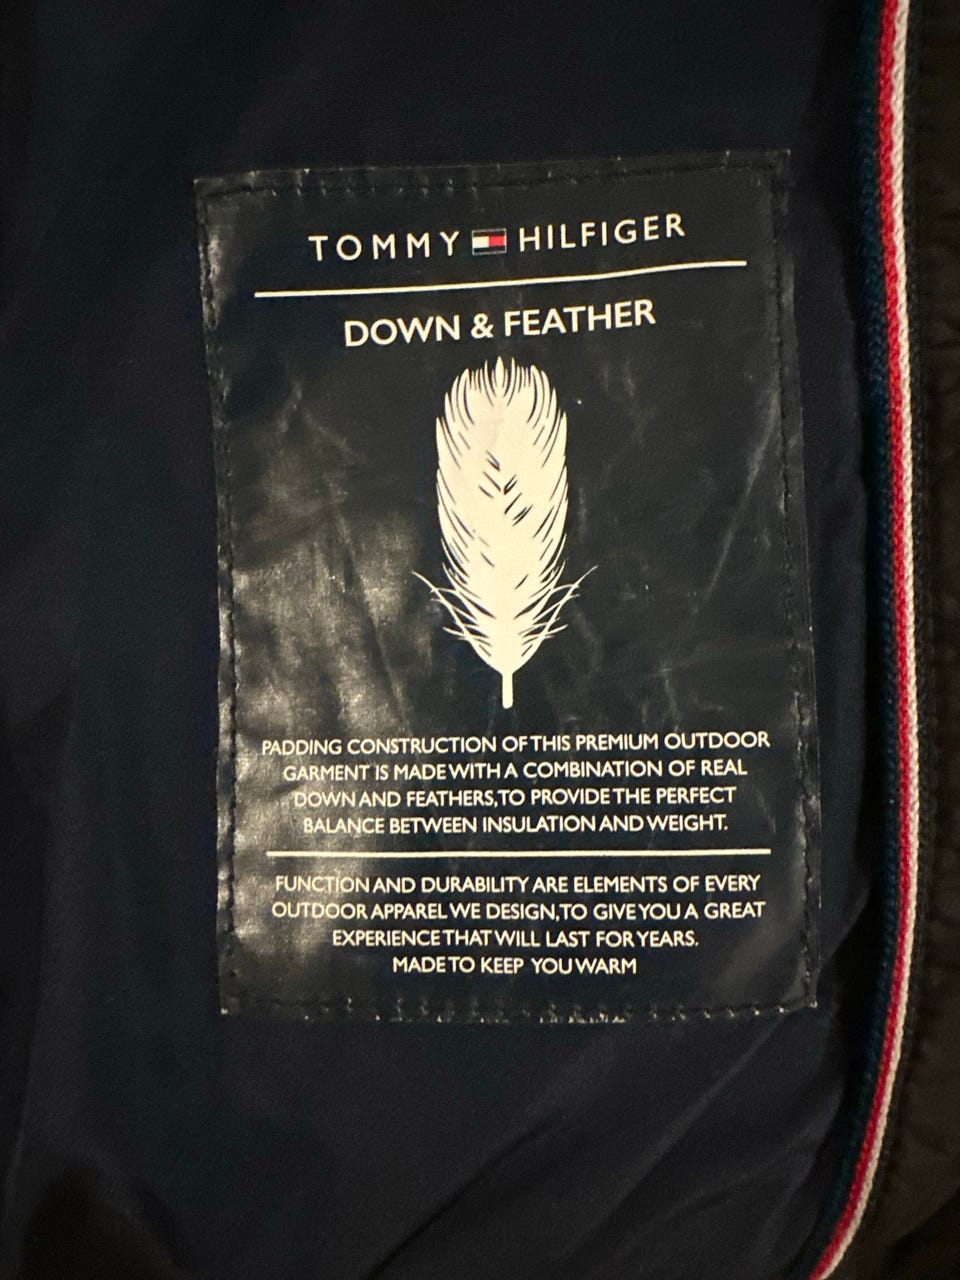 TOMMY HILFIGER
DOWN & FEATHER
PADDING CONSTRUCTION OF THIS PREMIUM OUTDOOR
GARMENT IS MADE WITH A COMBINATION OF REAL
DOWN AND FEATHERS, TO PROVIDE THE PERFECT
BALANCE BETWEEN INSULATION AND WEIGHT.
FUNCTION AND DURABILITY ARE ELEMENTS OF EVERY
OUTDOOR APPAREL WE DESIGN, TO GIVE YOU A GREAT
EXPERIENCE THAT WILL LAST FOR YEARS.
MADE TO KEEP YOU WARM